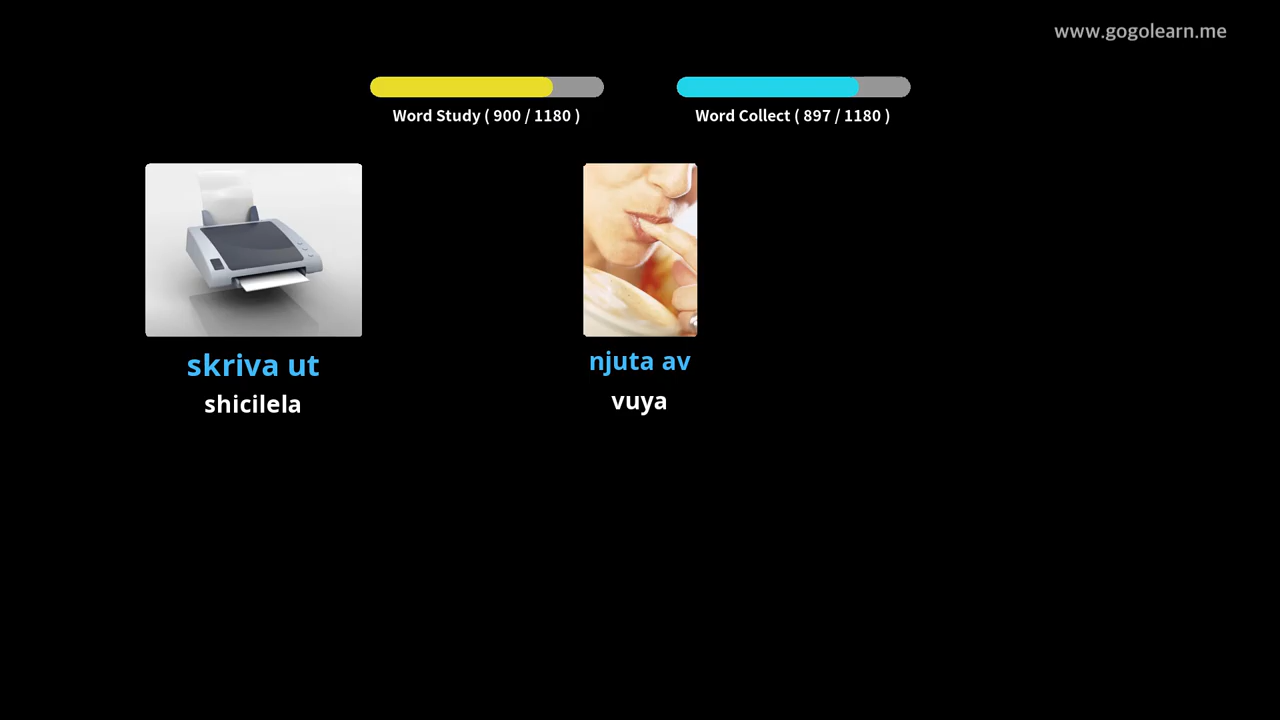 www.gogolearn.me
Word Study ( 900 / 1180 )
Word Collect ( 897 / 1180 )
skriva ut
shicilela
njuta av
vuya